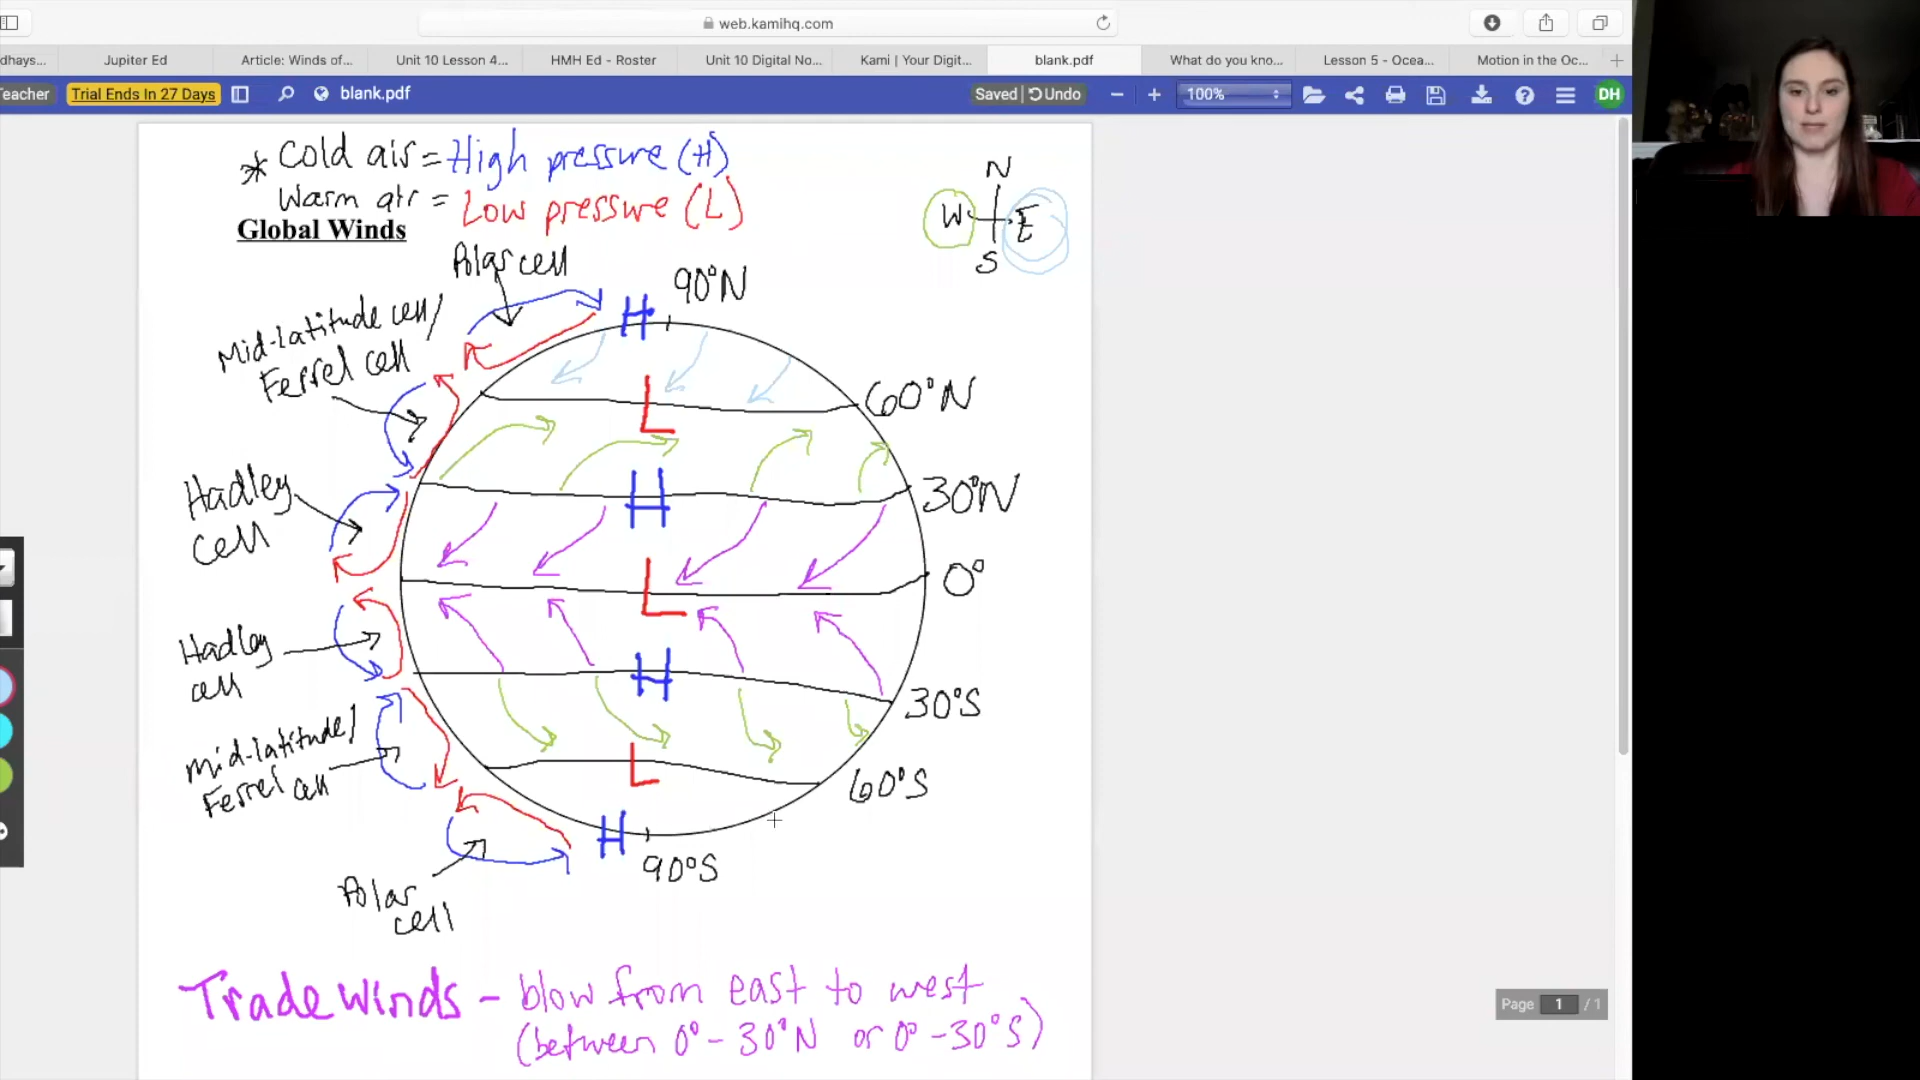 web.kamihq.com
dhays...
Jupiter Ed
Article: Winds of...
Unit 10 Lesson 4...
HMH Ed - Roster
Unit 10 Digital No...
Kami | Your Digit...
blank.pdf
What do you kno...
Lesson 5 - Ocea...
Motion in the Oc...
Teacher
Trial Ends In 27 Days
blank.pdf
Saved | Undo
100%
DH
* Cold air = High pressure (H)
Warm air = Low pressure (L)
Global Winds
N
W
E
S
Polar cell
90°N
H
Mid-latitude cell/
Ferrel cell
L
60°N
Hadley
cell
H
30°N
L
0°
Hadley
cell
H
30°S
Mid-latitude/
Ferrel cell
L
60°S
H
90°S
Polar
cell
Trade winds - blow from east to west
(between 0° - 30°N or 0° - 30°S)
Page 1 / 1